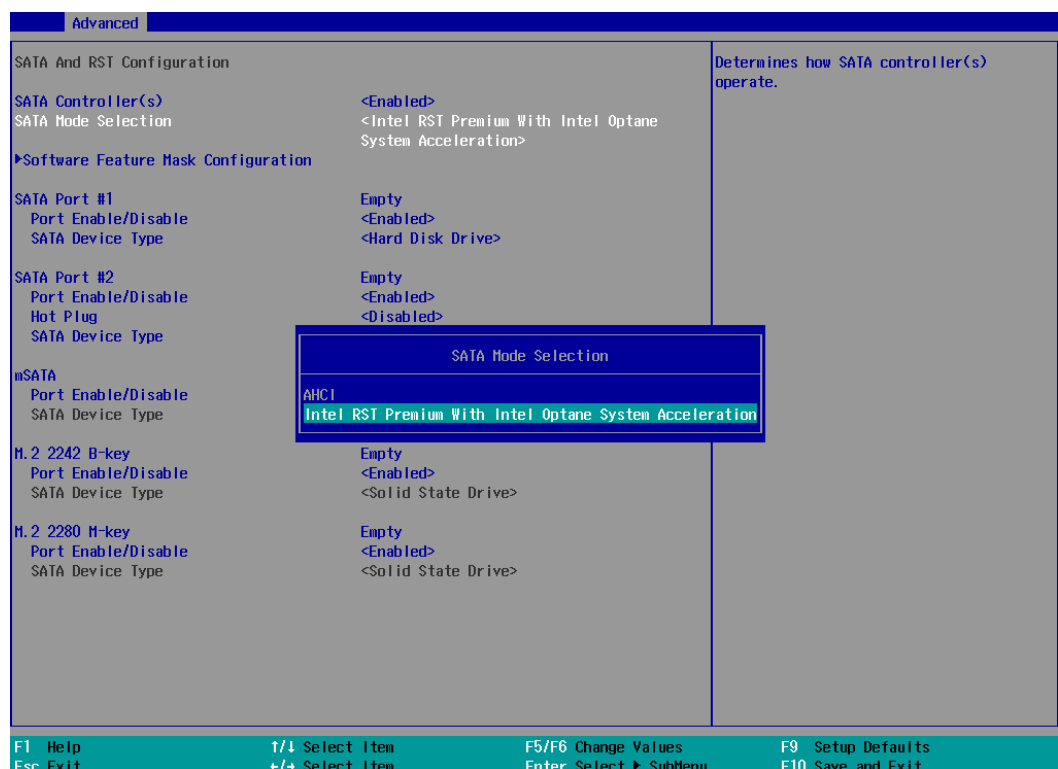 Advanced
SATA And RST Configuration
Determines how SATA controller(s)
operate.
SATA Controller(s) <Enabled>
SATA Mode Selection <Intel RST Premium With Intel Optane
System Acceleration>
▶Software Feature Mask Configuration
SATA Port #1 Empty
Port Enable/Disable <Enabled>
SATA Device Type <Hard Disk Drive>
SATA Port #2 Empty
Port Enable/Disable <Enabled>
Hot Plug <Disabled>
SATA Device Type
SATA Mode Selection
AHCI
Intel RST Premium With Intel Optane System Acceleration
mSATA
Port Enable/Disable
SATA Device Type
M.2 2242 B-key Empty
Port Enable/Disable <Enabled>
SATA Device Type <Solid State Drive>
M.2 2280 M-key Empty
Port Enable/Disable <Enabled>
SATA Device Type <Solid State Drive>
F1 Help ↑/↓ Select Item F5/F6 Change Values F9 Setup Defaults
Esc Exit ←/→ Select Item Enter Select ▶ SubMenu F10 Save and Exit